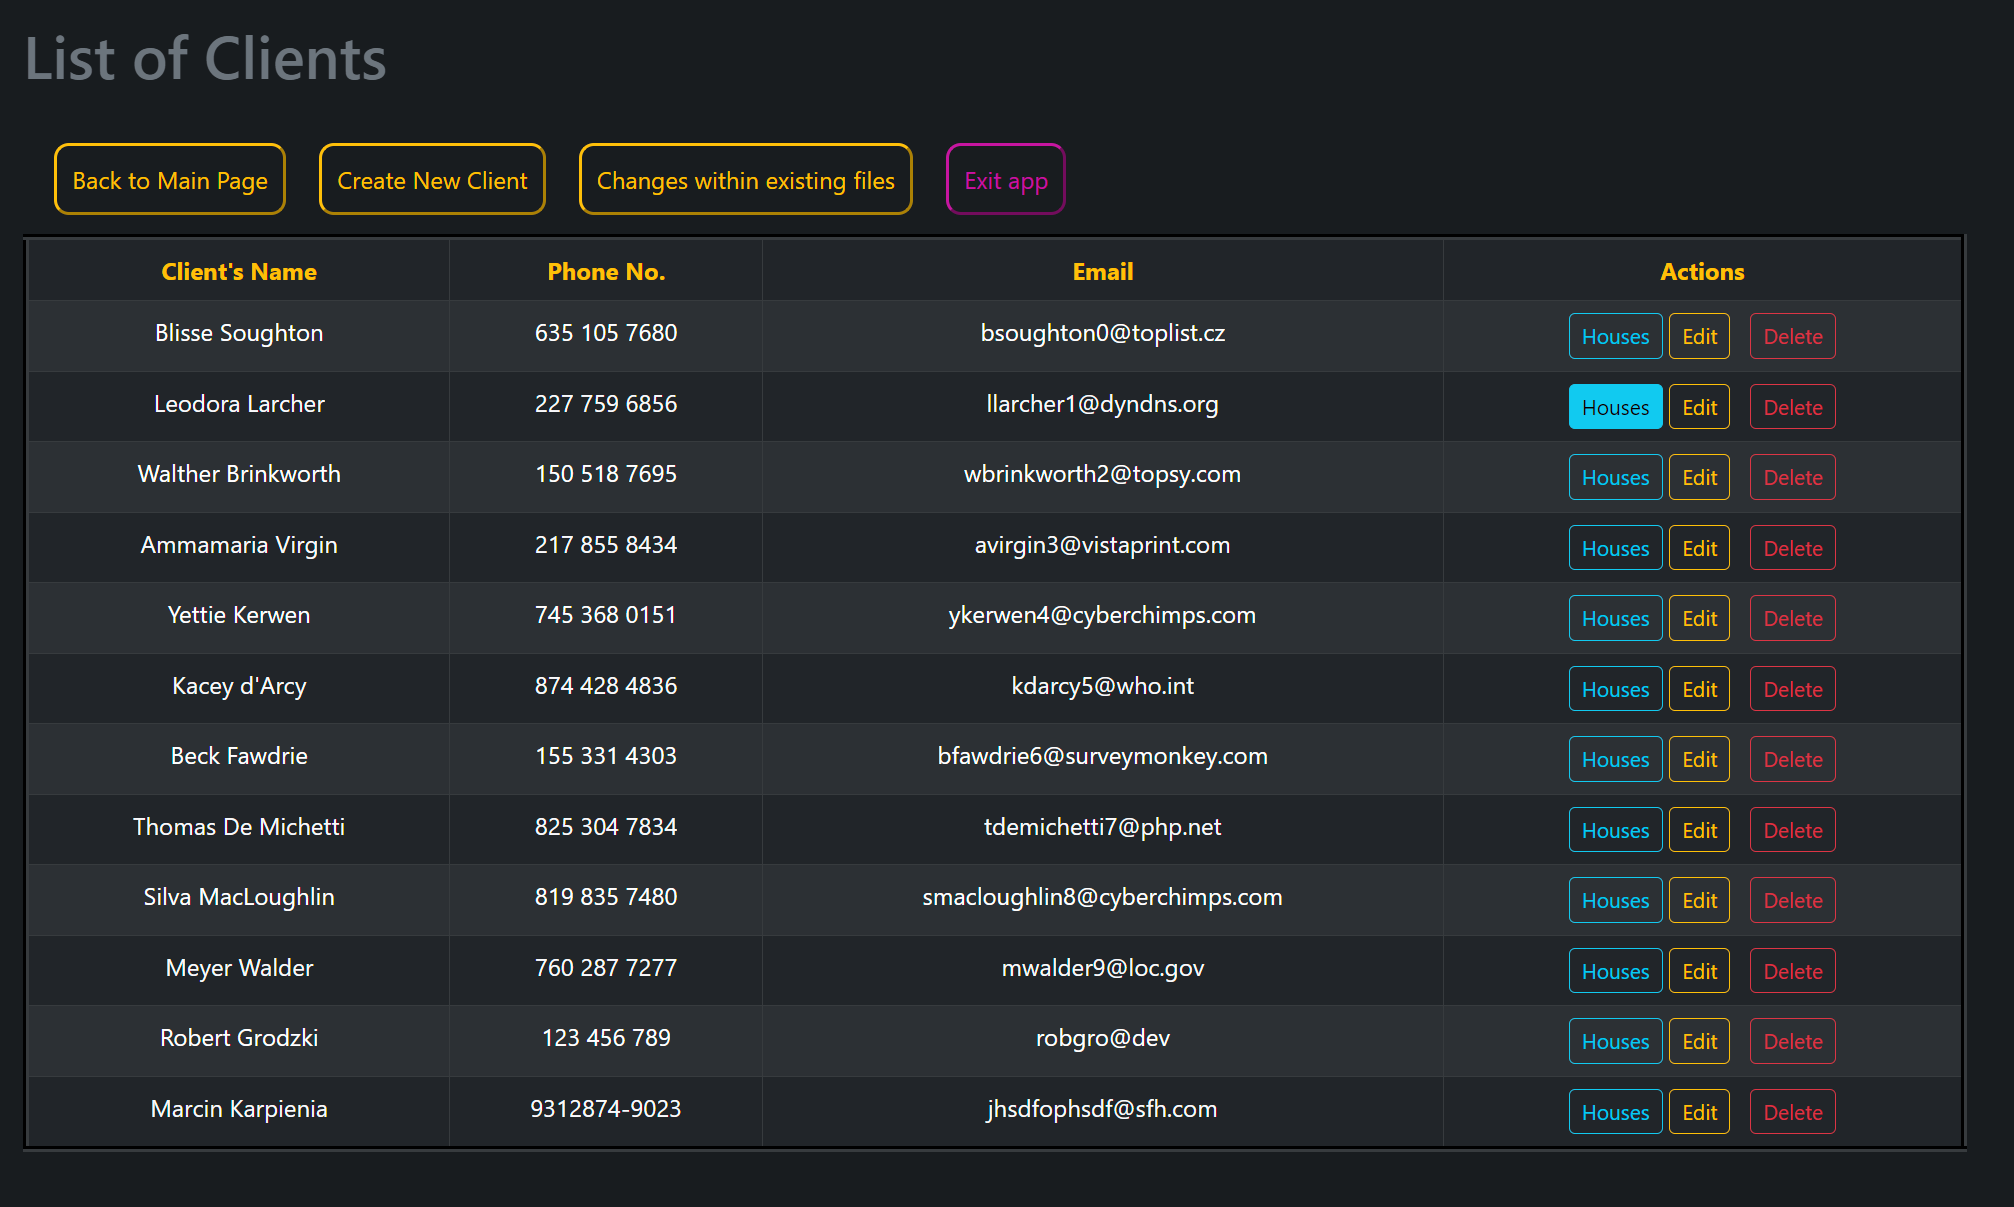 List of Clients
Back to Main Page Create New Client Changes within existing files Exit app
Client's Name Phone No. Email Actions
Blisse Soughton 635 105 7680 bsoughton0@toplist.cz Houses Edit Delete
Leodora Larcher 227 759 6856 llarcher1@dyndns.org Houses Edit Delete
Walther Brinkworth 150 518 7695 wbrinkworth2@topsy.com Houses Edit Delete
Ammamaria Virgin 217 855 8434 avirgin3@vistaprint.com Houses Edit Delete
Yettie Kerwen 745 368 0151 ykerwen4@cyberchimps.com Houses Edit Delete
Kacey d'Arcy 874 428 4836 kdarcy5@who.int Houses Edit Delete
Beck Fawdrie 155 331 4303 bfawdrie6@surveymonkey.com Houses Edit Delete
Thomas De Michetti 825 304 7834 tdemichetti7@php.net Houses Edit Delete
Silva MacLoughlin 819 835 7480 smacloughlin8@cyberchimps.com Houses Edit Delete
Meyer Walder 760 287 7277 mwalder9@loc.gov Houses Edit Delete
Robert Grodzki 123 456 789 robgro@dev Houses Edit Delete
Marcin Karpienia 9312874-9023 jhsdfophsdf@sfh.com Houses Edit Delete